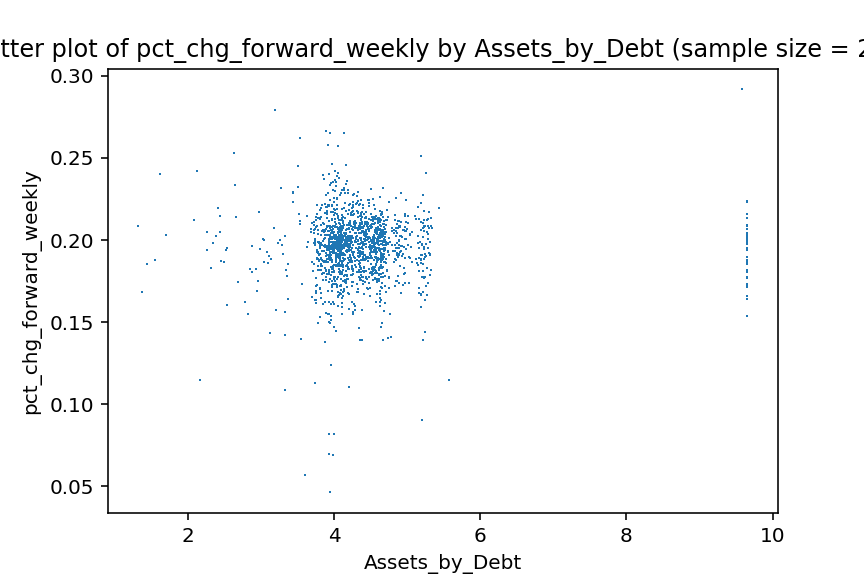 tter plot of pct_chg_forward_weekly by Assets_by_Debt (sample size = 2
0.30
0.25
0.20
0.15
0.10
0.05
pct_chg_forward_weekly
2 4 6 8 10
Assets_by_Debt